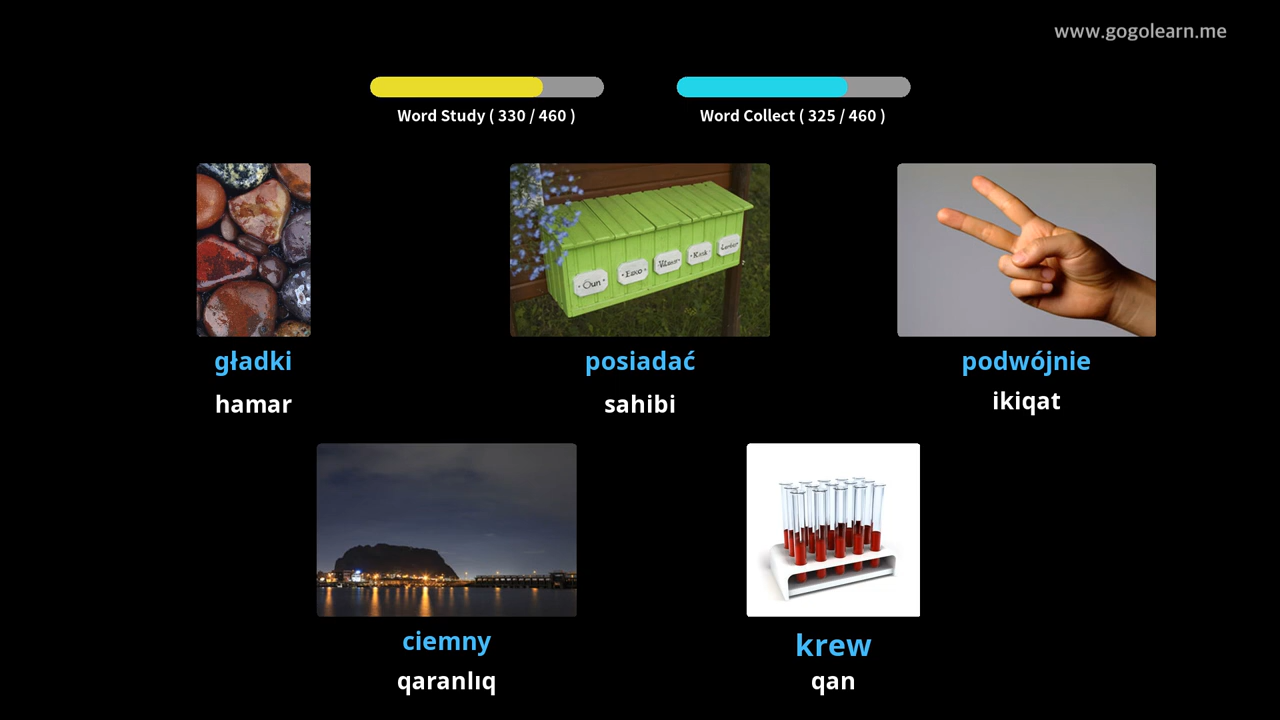 www.gogolearn.me
Word Study ( 330 / 460 )
Word Collect ( 325 / 460 )
Oun
gładki
posiadać
podwójnie
hamar
sahibi
ikiqat
ciemny
krew
qaranlıq
qan